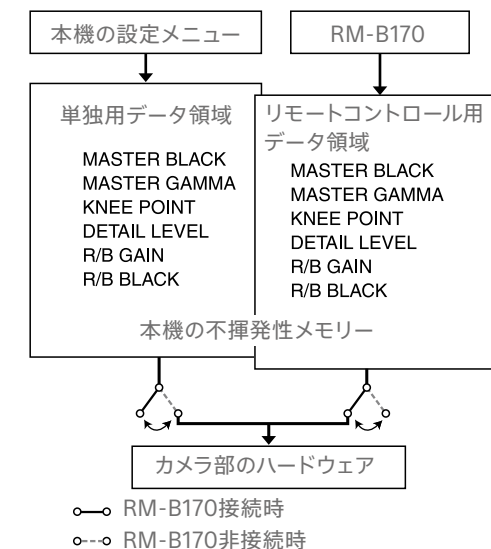 本機の設定メニュー
RM-B170
単独用データ領域
MASTER BLACK
MASTER GAMMA
KNEE POINT
DETAIL LEVEL
R/B GAIN
R/B BLACK
リモートコントロール用
データ領域
MASTER BLACK
MASTER GAMMA
KNEE POINT
DETAIL LEVEL
R/B GAIN
R/B BLACK
本機の不揮発性メモリー
カメラ部のハードウェア
RM-B170接続時
RM-B170非接続時